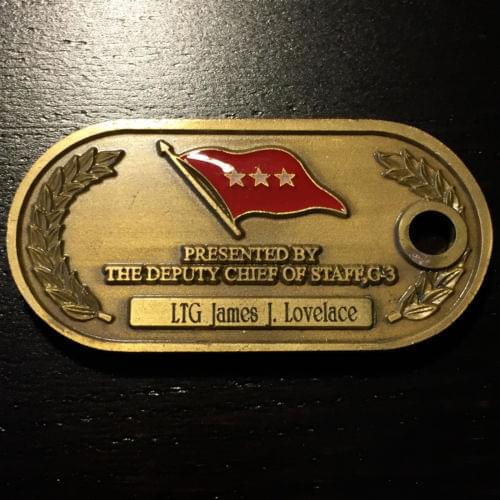 PRESENTED BY
THE DEPUTY CHIEF OF STAFF,G-3
LTG James J. Lovelace